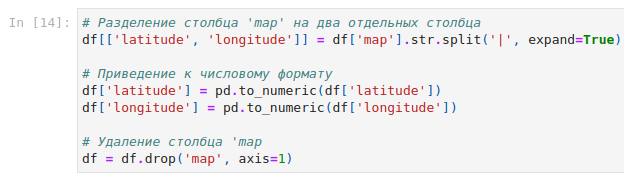 In [14]:
# Разделение столбца 'map' на два отдельных столбца
df[['latitude', 'longitude']] = df['map'].str.split('|', expand=True)
# Приведение к числовому формату
df['latitude'] = pd.to_numeric(df['latitude'])
df['longitude'] = pd.to_numeric(df['longitude'])
# Удаление столбца 'map
df = df.drop('map', axis=1)